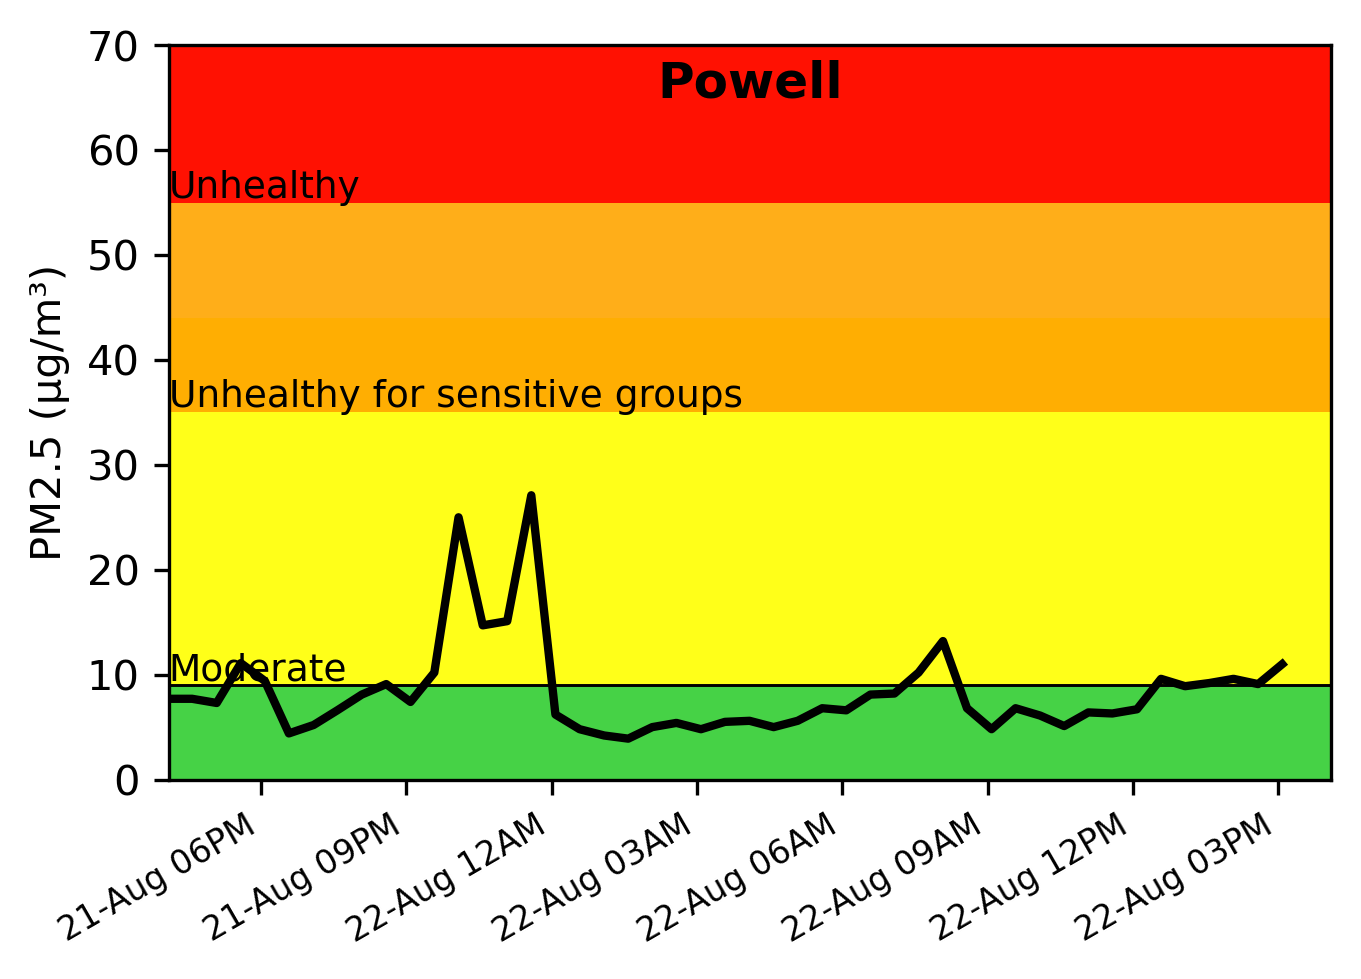 Powell
PM2.5 (µg/m³)
70
60
50
40
30
20
10
0
Unhealthy
Unhealthy for sensitive groups
Moderate
21-Aug 06PM
21-Aug 09PM
22-Aug 12AM
22-Aug 03AM
22-Aug 06AM
22-Aug 09AM
22-Aug 12PM
22-Aug 03PM